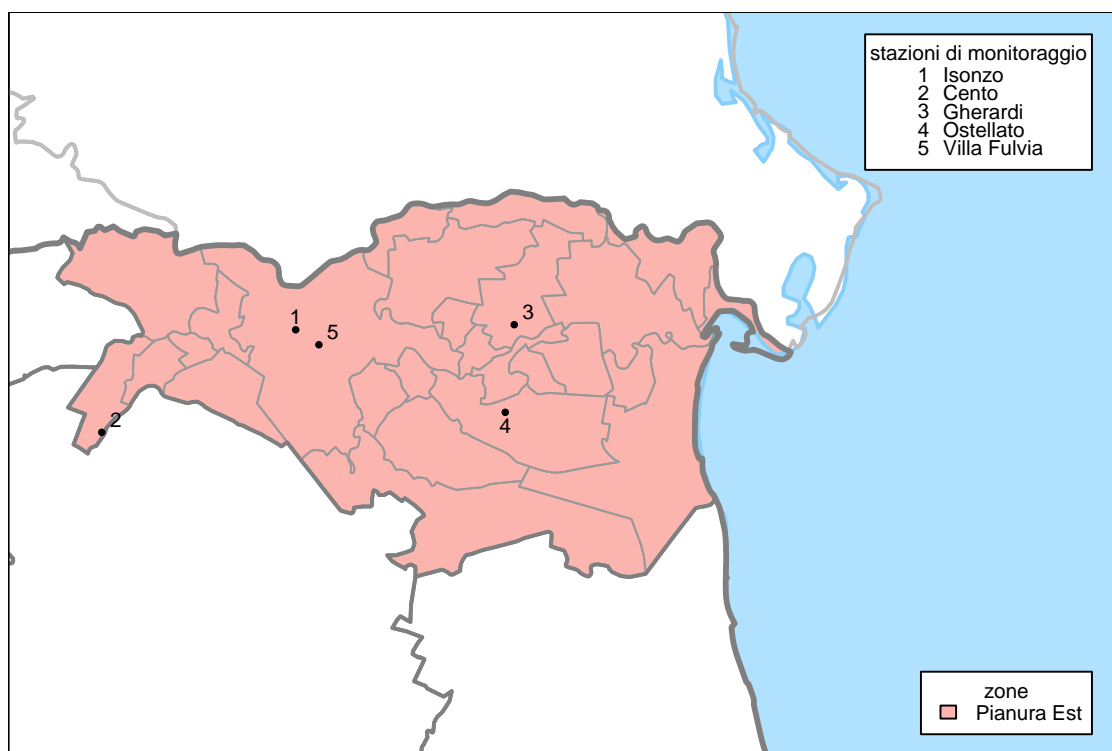 stazioni di monitoraggio
1 Isonzo
2 Cento
3 Gherardi
4 Ostellato
5 Villa Fulvia
3
1
5
2
4
zone
Pianura Est